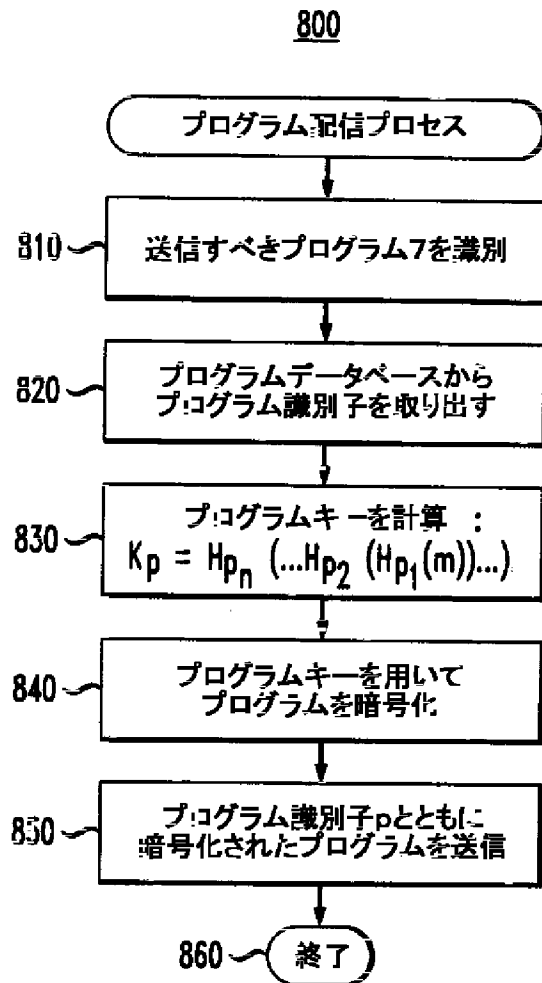 800
プログラム配信プロセス
810
送信すべきプログラム7を識別
820
プログラムデータベースから
プログラム識別子を取り出す
830
プログラムキーを計算 :
Kp = Hpn (...Hp2 (Hp1(m))...)
840
プログラムキーを用いて
プログラムを暗号化
850
プログラム識別子pとともに
暗号化されたプログラムを送信
860
終了